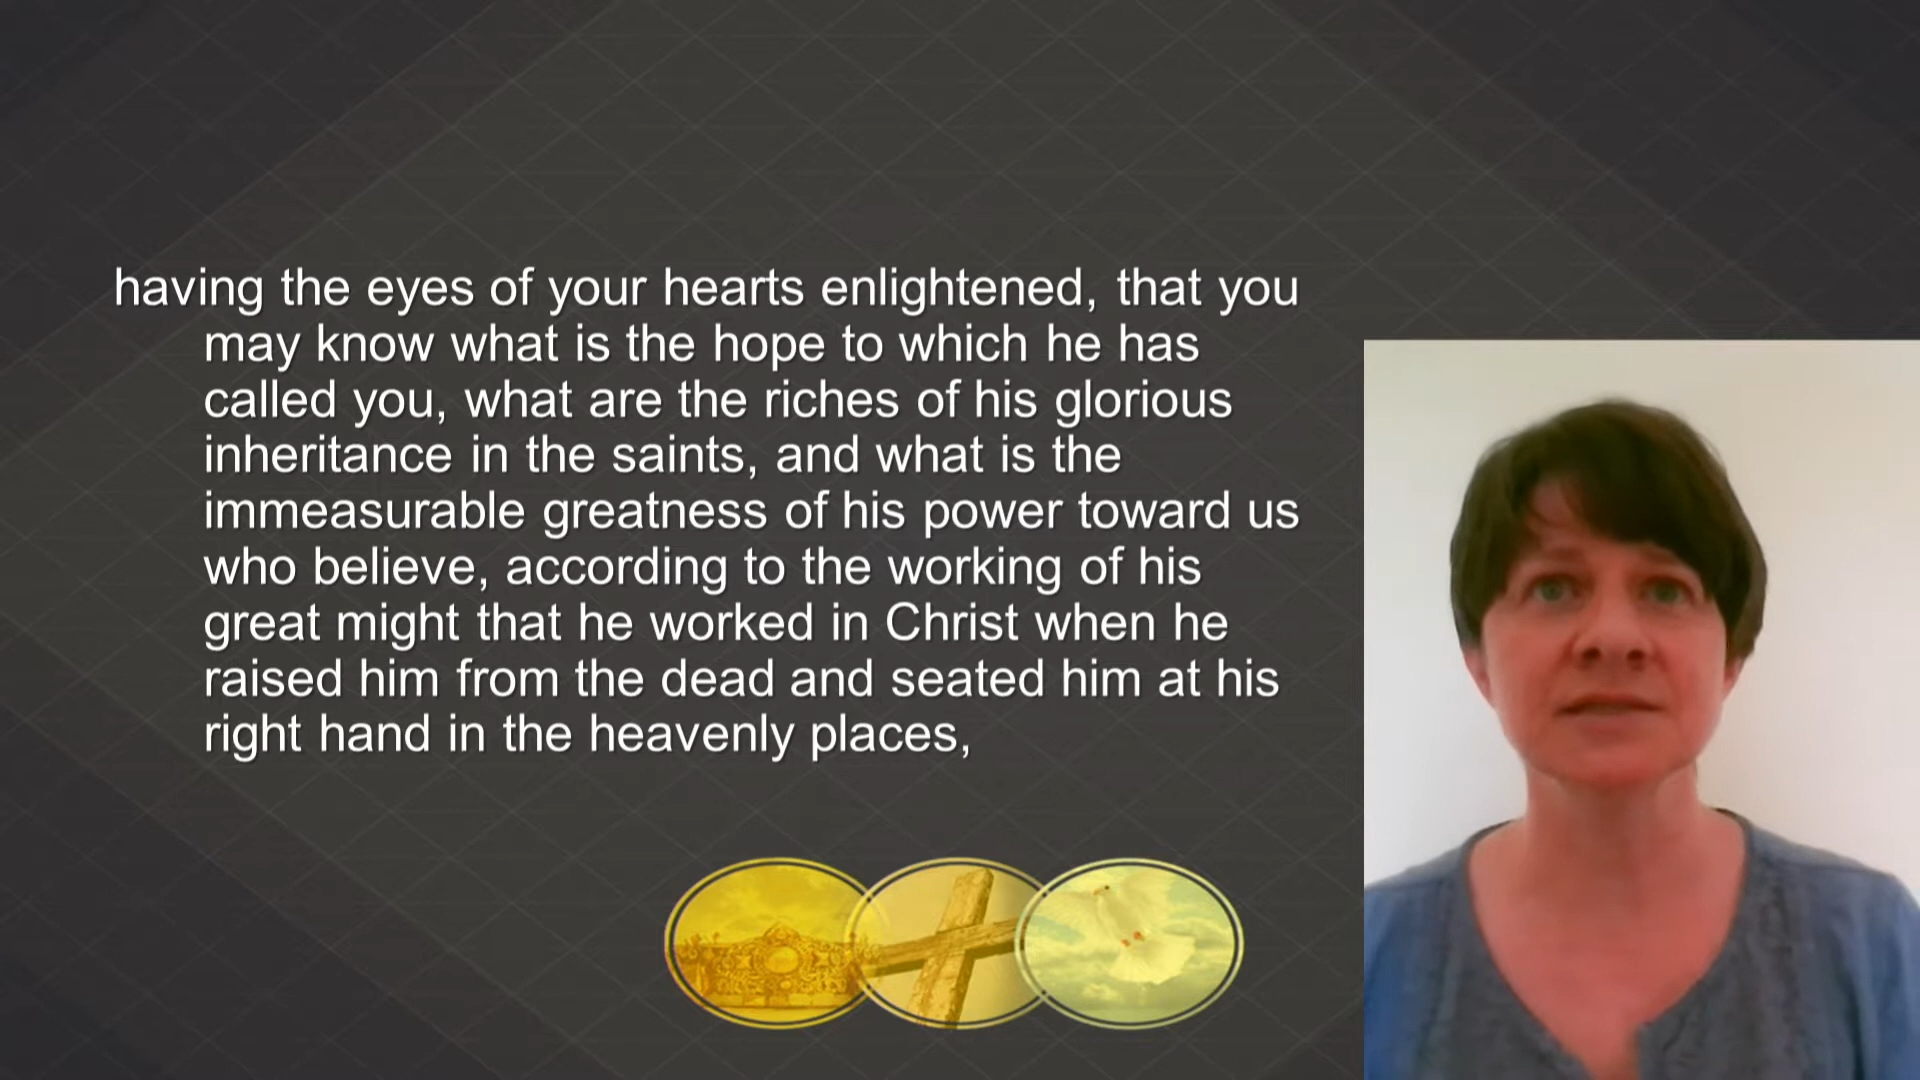 having the eyes of your hearts enlightened, that you
may know what is the hope to which he has
called you, what are the riches of his glorious
inheritance in the saints, and what is the
immeasurable greatness of his power toward us
who believe, according to the working of his
great might that he worked in Christ when he
raised him from the dead and seated him at his
right hand in the heavenly places,